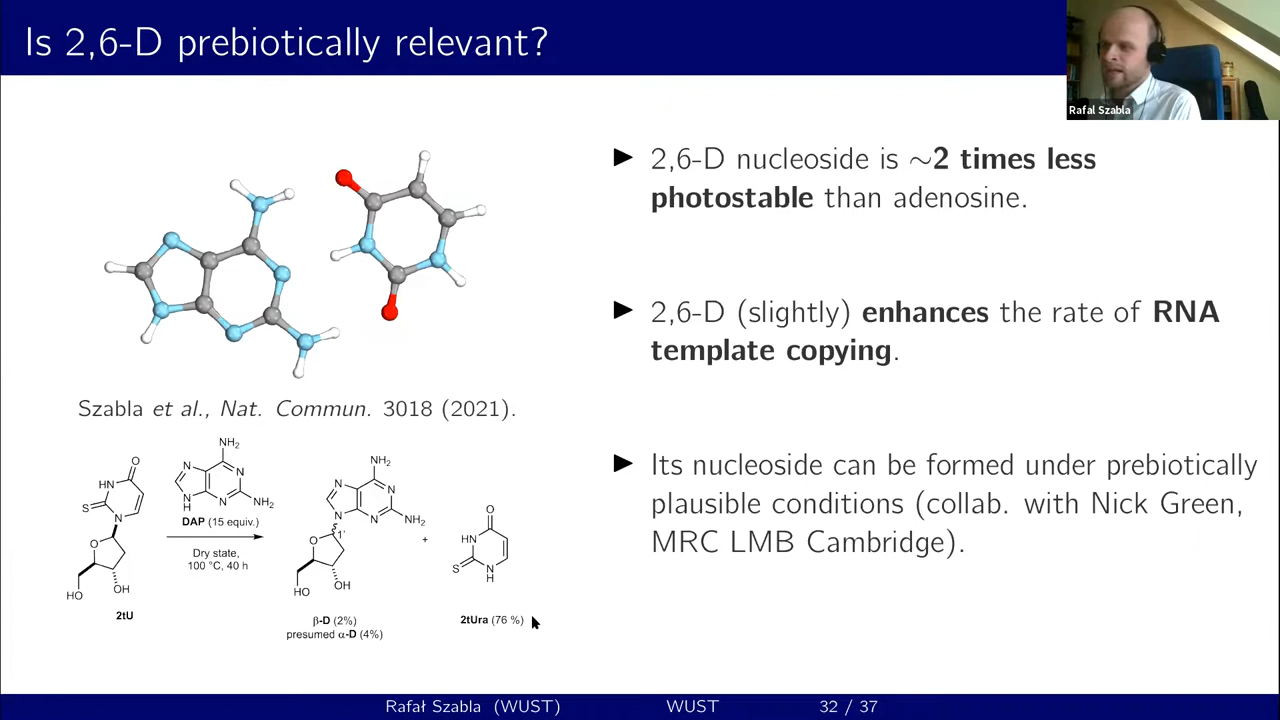 Is 2,6-D prebiotically relevant?
Rafal Szabla
▶ 2,6-D nucleoside is ∼2 times less
photostable than adenosine.
▶ 2,6-D (slightly) enhances the rate of RNA
template copying.
▶ Its nucleoside can be formed under prebiotically
plausible conditions (collab. with Nick Green,
MRC LMB Cambridge).
Szabla et al., Nat. Commun. 3018 (2021).
O
HN
S
N
O
HO
OH
2tU
NH₂
N
N
N
H
N
NH₂
DAP (15 equiv.)
Dry state,
100 °C, 40 h
NH₂
N
N
N
N
NH₂
1'
O
HO
OH
β-D (2%)
presumed α-D (4%)
+
O
HN
S
N
H
2tUra (76 %)
Rafał Szabla (WUST)
WUST
32 / 37